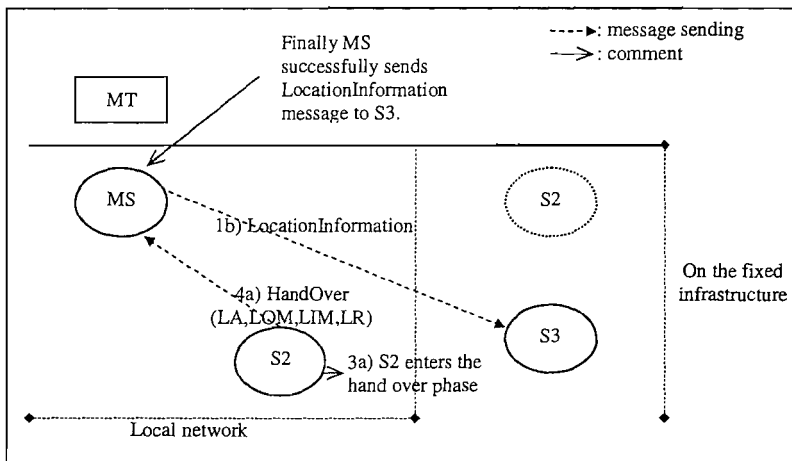 Finally MS
successfully sends
LocationInformation
message to S3.
: message sending
: comment
MT
MS
S2
1b) LocationInformation
On the fixed
infrastructure
4a) HandOver
(LA,LQM,LIM,LR)
S2
3a) S2 enters the
hand over phase
S3
Local network